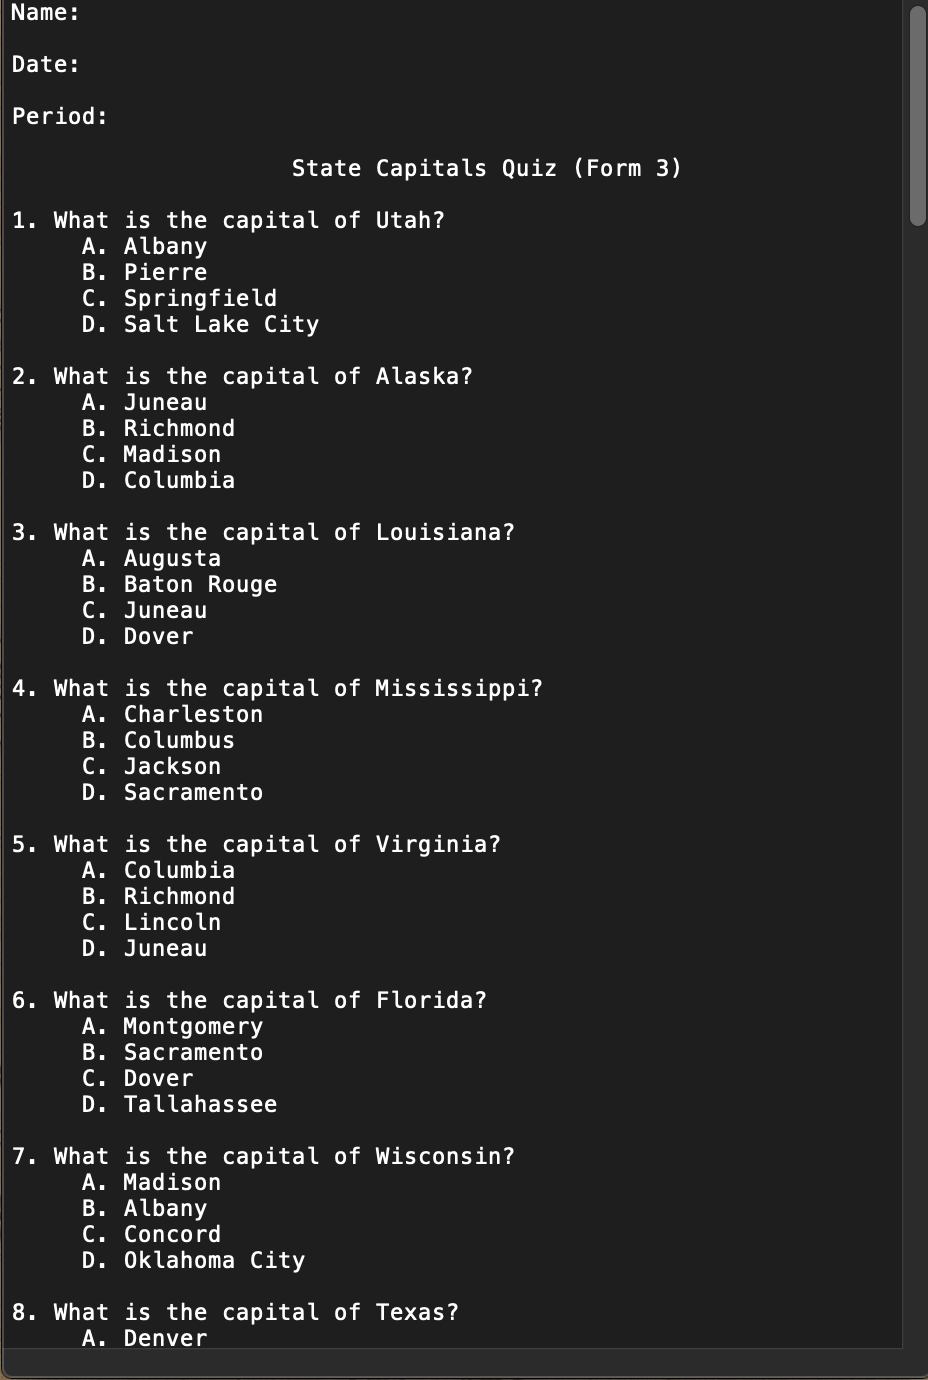 Name:
Date:
Period:
State Capitals Quiz (Form 3)
1. What is the capital of Utah?
A. Albany
B. Pierre
C. Springfield
D. Salt Lake City
2. What is the capital of Alaska?
A. Juneau
B. Richmond
C. Madison
D. Columbia
3. What is the capital of Louisiana?
A. Augusta
B. Baton Rouge
C. Juneau
D. Dover
4. What is the capital of Mississippi?
A. Charleston
B. Columbus
C. Jackson
D. Sacramento
5. What is the capital of Virginia?
A. Columbia
B. Richmond
C. Lincoln
D. Juneau
6. What is the capital of Florida?
A. Montgomery
B. Sacramento
C. Dover
D. Tallahassee
7. What is the capital of Wisconsin?
A. Madison
B. Albany
C. Concord
D. Oklahoma City
8. What is the capital of Texas?
A. Denver